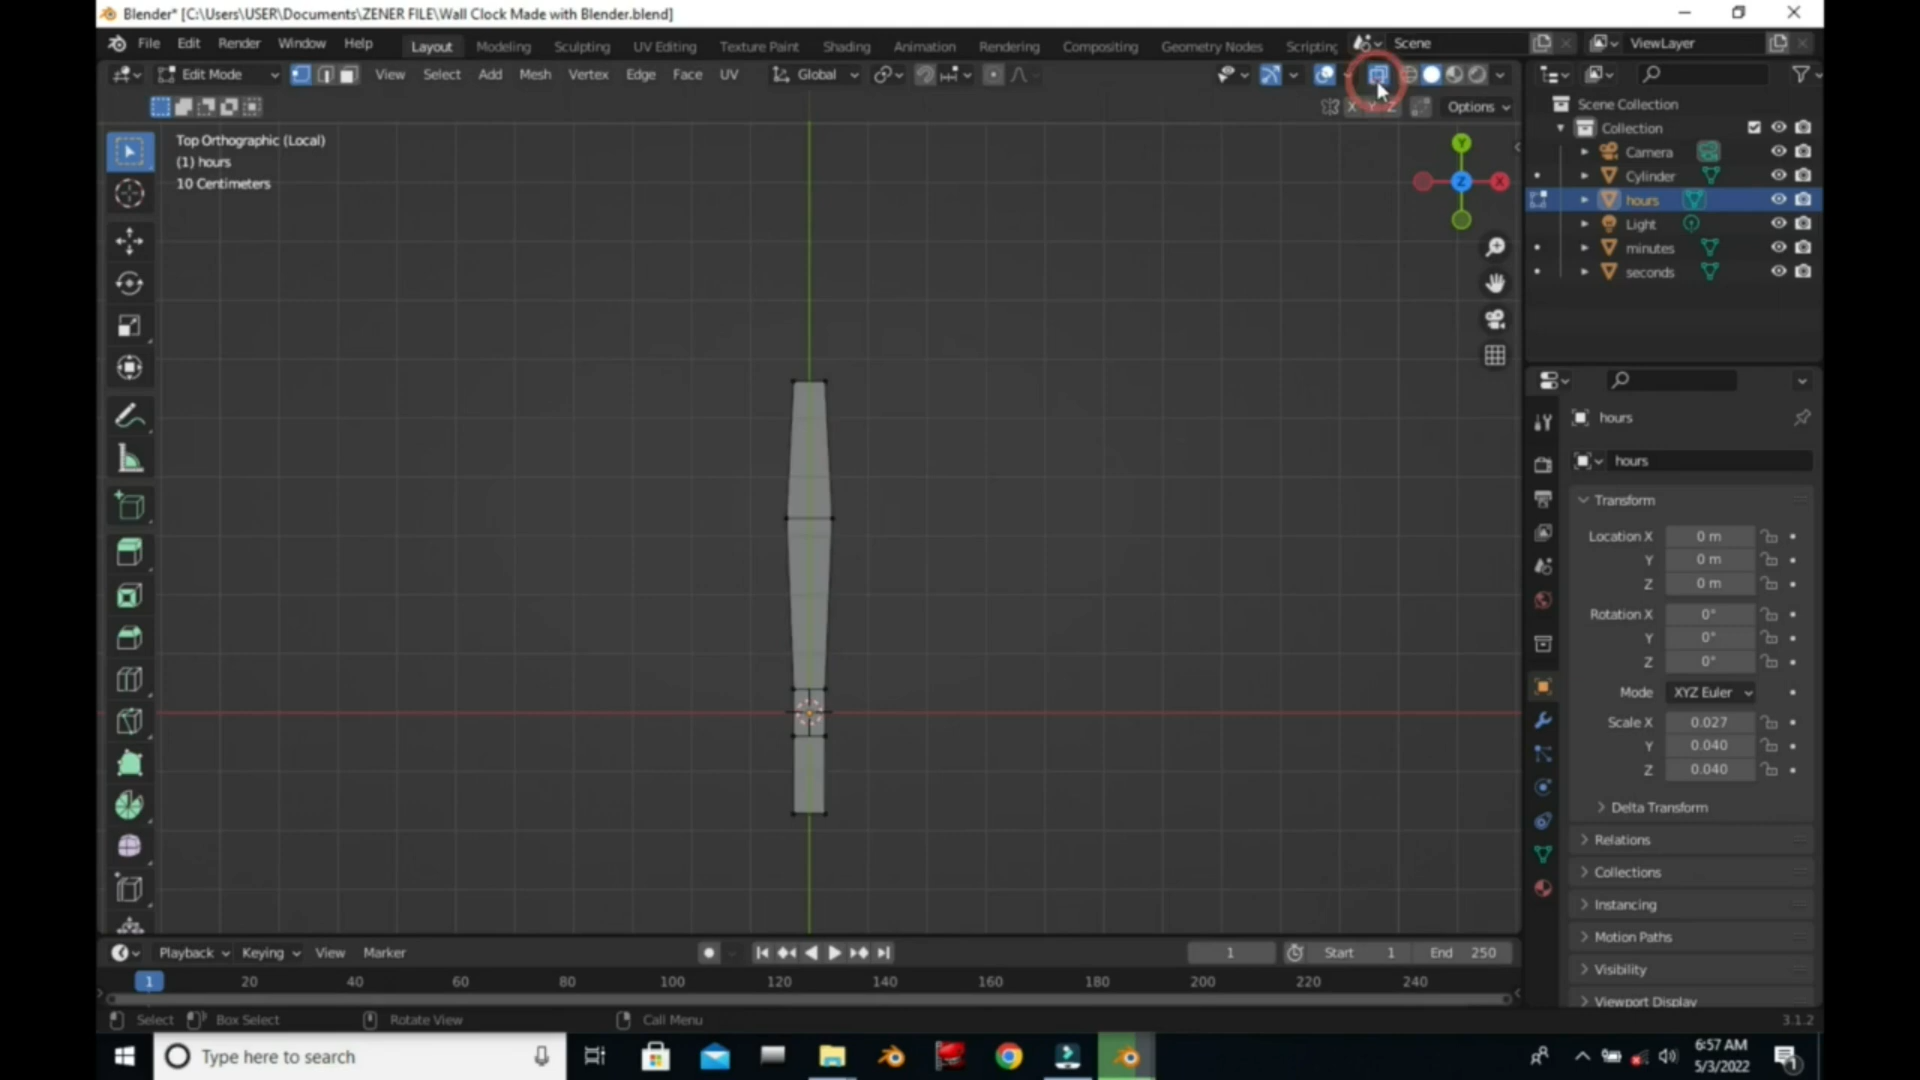 Blender* [C:\Users\USER\Documents\ZENER FILE\Wall Clock Made with Blender.blend]
File Edit Render Window Help Layout Modeling Sculpting UV Editing Texture Paint Shading Animation Rendering Compositing Geometry Nodes Scripting Scene ViewLayer
Edit Mode View Select Add Mesh Vertex Edge Face UV Global
X Y Z Options
Top Orthographic (Local)
(1) hours
10 Centimeters
Y
Z
X
Scene Collection
Collection
Camera
Cylinder
hours
Light
minutes
seconds
hours
hours
Transform
Location X 0 m
Y 0 m
Z 0 m
Rotation X 0°
Y 0°
Z 0°
Mode XYZ Euler
Scale X 0.027
Y 0.040
Z 0.040
Delta Transform
Relations
Collections
Instancing
Motion Paths
Visibility
Viewport Display
Playback Keying View Marker 1 Start 1 End 250
1 20 40 60 80 100 120 140 160 180 200 220 240
Select Box Select Rotate View Call Menu 3.1.2
Type here to search
6:57 AM
5/3/2022
1